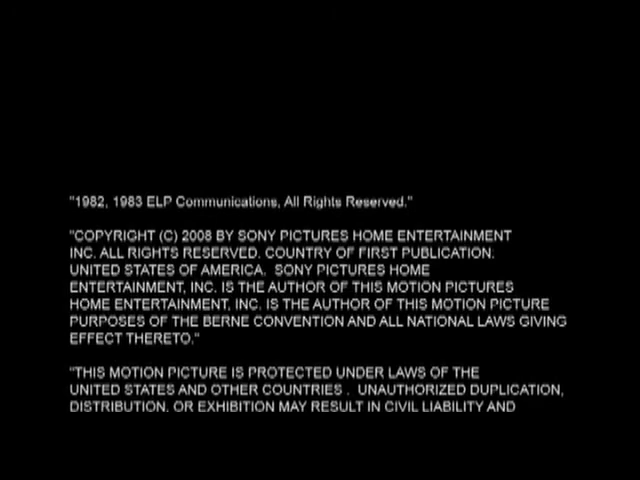 "1982, 1983 ELP Communications, All Rights Reserved."
"COPYRIGHT (C) 2008 BY SONY PICTURES HOME ENTERTAINMENT
INC. ALL RIGHTS RESERVED. COUNTRY OF FIRST PUBLICATION.
UNITED STATES OF AMERICA.  SONY PICTURES HOME
ENTERTAINMENT, INC. IS THE AUTHOR OF THIS MOTION PICTURES
HOME ENTERTAINMENT, INC. IS THE AUTHOR OF THIS MOTION PICTURE
PURPOSES OF THE BERNE CONVENTION AND ALL NATIONAL LAWS GIVING
EFFECT THERETO."
"THIS MOTION PICTURE IS PROTECTED UNDER LAWS OF THE
UNITED STATES AND OTHER COUNTRIES .  UNAUTHORIZED DUPLICATION,
DISTRIBUTION. OR EXHIBITION MAY RESULT IN CIVIL LIABILITY AND